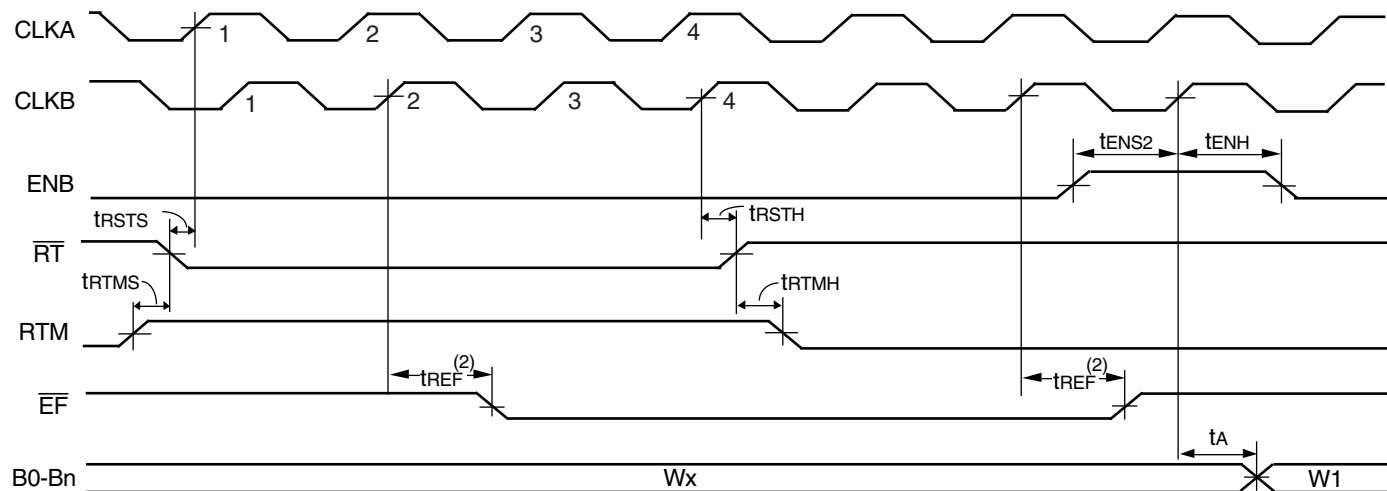 CLKA
1 2 3 4
CLKB
1 2 3 4
tENS2 tENH
ENB
tRSTS tRSTH
RT
tRTMS tRTMH
RTM
tREF(2) tREF(2)
EF
tA
B0-Bn Wx W1